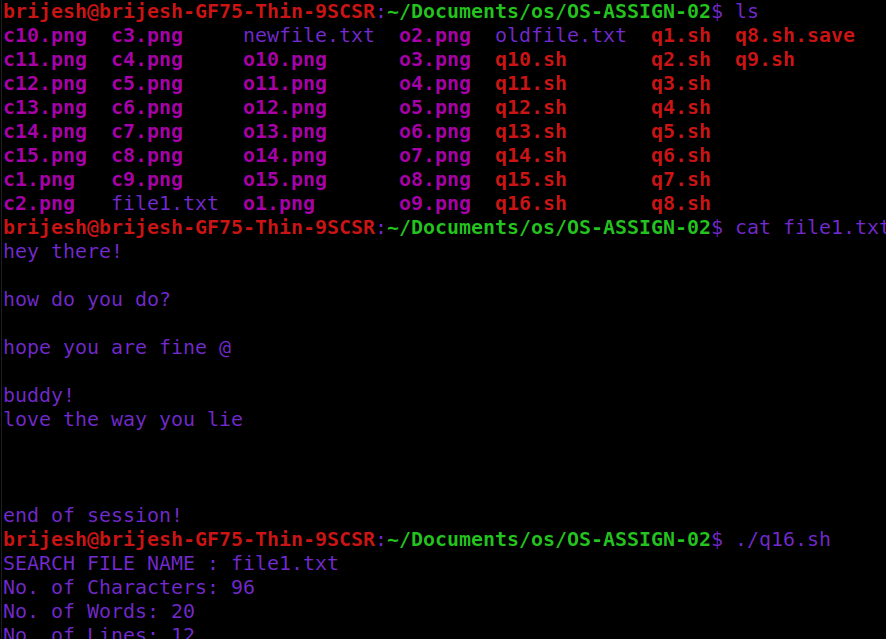 brijesh@brijesh-GF75-Thin-9SCSR:~/Documents/os/OS-ASSIGN-02$ ls
c10.png  c3.png     newfile.txt  o2.png  oldfile.txt  q1.sh  q8.sh.save
c11.png  c4.png     o10.png      o3.png  q10.sh       q2.sh  q9.sh
c12.png  c5.png     o11.png      o4.png  q11.sh       q3.sh
c13.png  c6.png     o12.png      o5.png  q12.sh       q4.sh
c14.png  c7.png     o13.png      o6.png  q13.sh       q5.sh
c15.png  c8.png     o14.png      o7.png  q14.sh       q6.sh
c1.png   c9.png     o15.png      o8.png  q15.sh       q7.sh
c2.png   file1.txt  o1.png       o9.png  q16.sh       q8.sh
brijesh@brijesh-GF75-Thin-9SCSR:~/Documents/os/OS-ASSIGN-02$ cat file1.txt
hey there!
how do you do?
hope you are fine @
buddy!
love the way you lie
end of session!
brijesh@brijesh-GF75-Thin-9SCSR:~/Documents/os/OS-ASSIGN-02$ ./q16.sh
SEARCH FILE NAME : file1.txt
No. of Characters: 96
No. of Words: 20
No. of Lines: 12